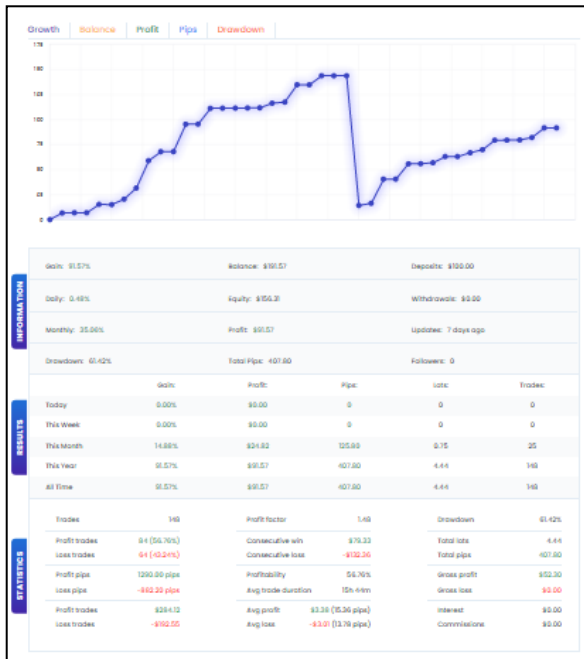 Growth Balance Profit Pips Drawdown
100
0
INFORMATION
Gain: 91.57% Balance: $191.57 Deposits: $100.00
Daily: 0.48% Equity: $156.31 Withdrawals: $0.00
Monthly: Profit: $91.57 Updates: 7 days ago
Drawdown: 61.42% Total Pips: 407.80 Followers: 0
RESULTS
Gain: Profit: Pips: Lots: Trades:
Today 0.00% $0.00 0 0 0
This Week 0.00% $0.00 0 0 0
This Month 14.88% $24.82 125.90 0.75 25
This Year 91.57% $91.57 407.80 4.44 148
All Time 91.57% $91.57 407.80 4.44 148
STATISTICS
Trades 148 Profit factor 1.48 Drawdown 61.42%
Profit trades 84 (56.76%) Consecutive win $79.33 Total lots 4.44
Loss trades 64 (43.24%) Consecutive loss -$132.36 Total pips 407.80
Profit pips 1290.00 pips Profitability 56.76% Gross profit
Loss pips -882.20 pips Avg trade duration 15h 44m Gross loss $0.00
Profit trades $284.12 Avg profit $3.38 (15.36 pips) Interest $0.00
Loss trades -$192.55 Avg loss -$3.01 (13.78 pips) Commissions $0.00